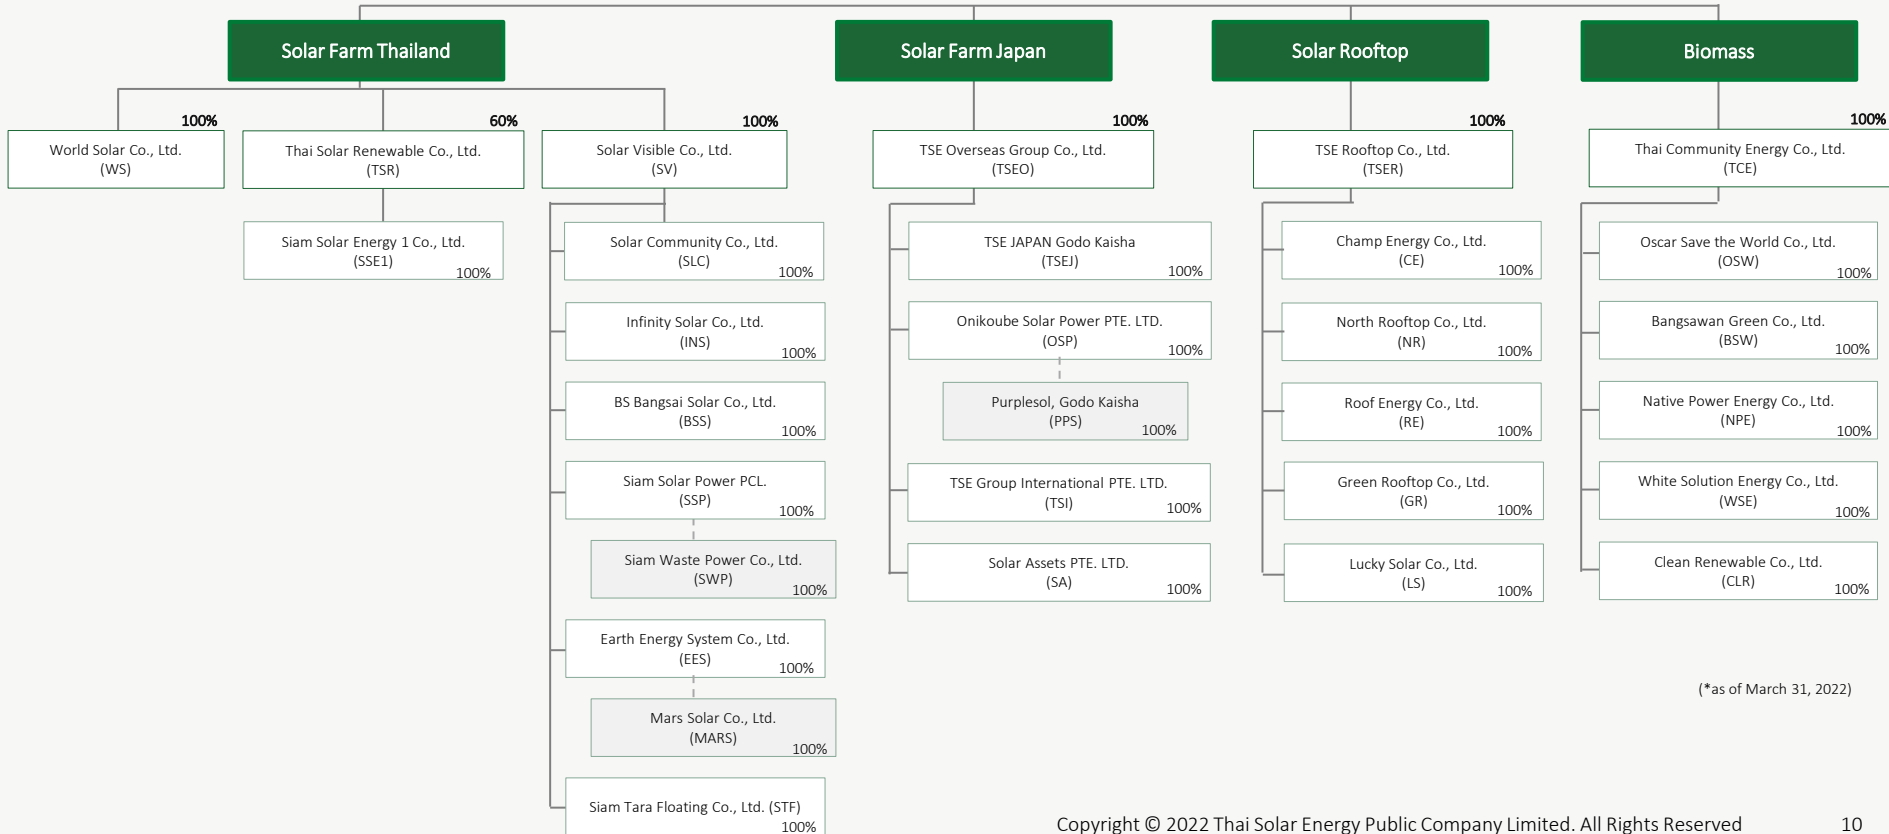 Solar Farm Thailand
Solar Farm Japan
Solar Rooftop
Biomass
100%
World Solar Co., Ltd.
(WS)
60%
Thai Solar Renewable Co., Ltd.
(TSR)
Siam Solar Energy 1 Co., Ltd.
(SSE1)
100%
100%
Solar Visible Co., Ltd.
(SV)
Solar Community Co., Ltd.
(SLC)
100%
Infinity Solar Co., Ltd.
(INS)
100%
BS Bangsai Solar Co., Ltd.
(BSS)
100%
Siam Solar Power PCL.
(SSP)
100%
Siam Waste Power Co., Ltd.
(SWP)
100%
Earth Energy System Co., Ltd.
(EES)
100%
Mars Solar Co., Ltd.
(MARS)
100%
Siam Tara Floating Co., Ltd. (STF)
100%
100%
TSE Overseas Group Co., Ltd.
(TSEO)
TSE JAPAN Godo Kaisha
(TSEJ)
100%
Onikoube Solar Power PTE. LTD.
(OSP)
100%
Purplesol, Godo Kaisha
(PPS)
100%
TSE Group International PTE. LTD.
(TSI)
100%
Solar Assets PTE. LTD.
(SA)
100%
100%
TSE Rooftop Co., Ltd.
(TSER)
Champ Energy Co., Ltd.
(CE)
100%
North Rooftop Co., Ltd.
(NR)
100%
Roof Energy Co., Ltd.
(RE)
100%
Green Rooftop Co., Ltd.
(GR)
100%
Lucky Solar Co., Ltd.
(LS)
100%
100%
Thai Community Energy Co., Ltd.
(TCE)
Oscar Save the World Co., Ltd.
(OSW)
100%
Bangsawan Green Co., Ltd.
(BSW)
100%
Native Power Energy Co., Ltd.
(NPE)
100%
White Solution Energy Co., Ltd.
(WSE)
100%
Clean Renewable Co., Ltd.
(CLR)
100%
(*as of March 31, 2022)
Copyright © 2022 Thai Solar Energy Public Company Limited. All Rights Reserved
10